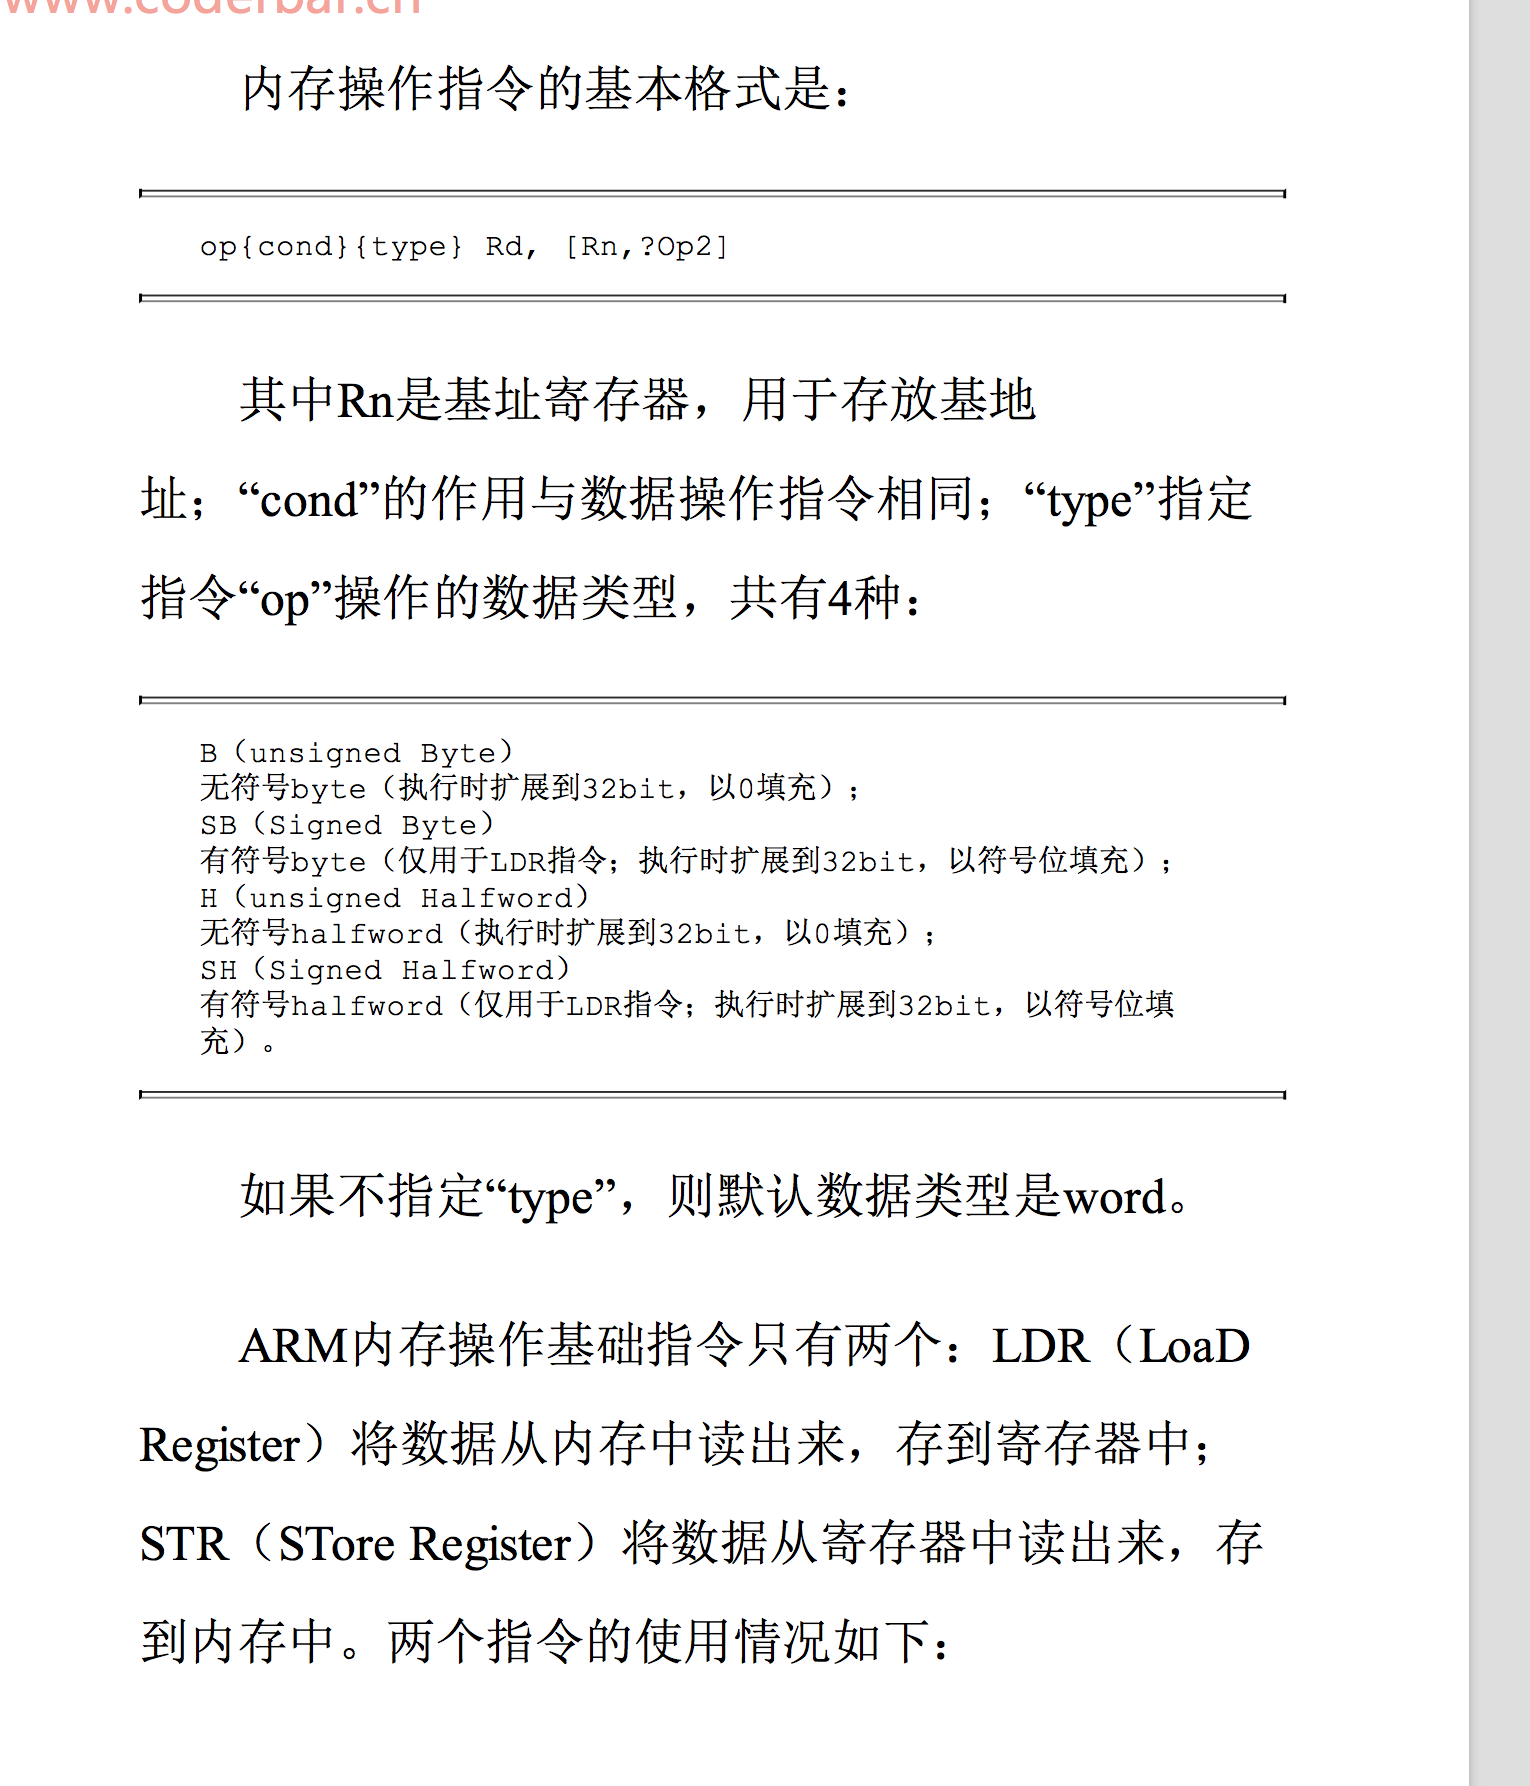 www.coderbar.cn
内存操作指令的基本格式是：
op{cond}{type} Rd, [Rn,?Op2]
其中Rn是基址寄存器，用于存放基地
址；“cond”的作用与数据操作指令相同；“type”指定
指令“op”操作的数据类型，共有4种：
B（unsigned Byte）
无符号byte（执行时扩展到32bit，以0填充）；
SB（Signed Byte）
有符号byte（仅用于LDR指令；执行时扩展到32bit，以符号位填充）；
H（unsigned Halfword）
无符号halfword（执行时扩展到32bit，以0填充）；
SH（Signed Halfword）
有符号halfword（仅用于LDR指令；执行时扩展到32bit，以符号位填
充）。
如果不指定“type”，则默认数据类型是word。
ARM内存操作基础指令只有两个：LDR（LoaD
Register）将数据从内存中读出来，存到寄存器中；
STR（STore Register）将数据从寄存器中读出来，存
到内存中。两个指令的使用情况如下：